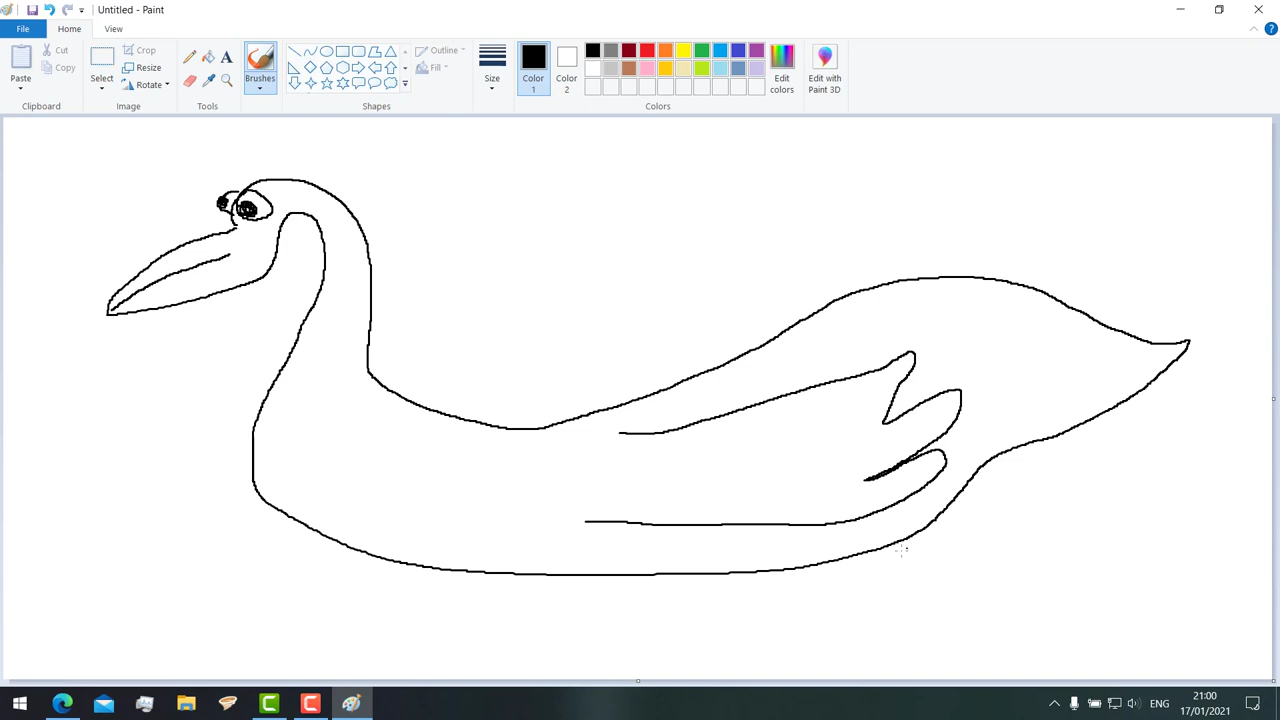 Untitled - Paint
File Home View
Paste
Cut
Copy
Clipboard
Select
Crop
Resize
Rotate
Image
A
Tools
Brushes
Outline
Fill
Shapes
Size
Color
1
Color
2
Edit
colors
Colors
Edit with
Paint 3D
ENG
21:00
17/01/2021